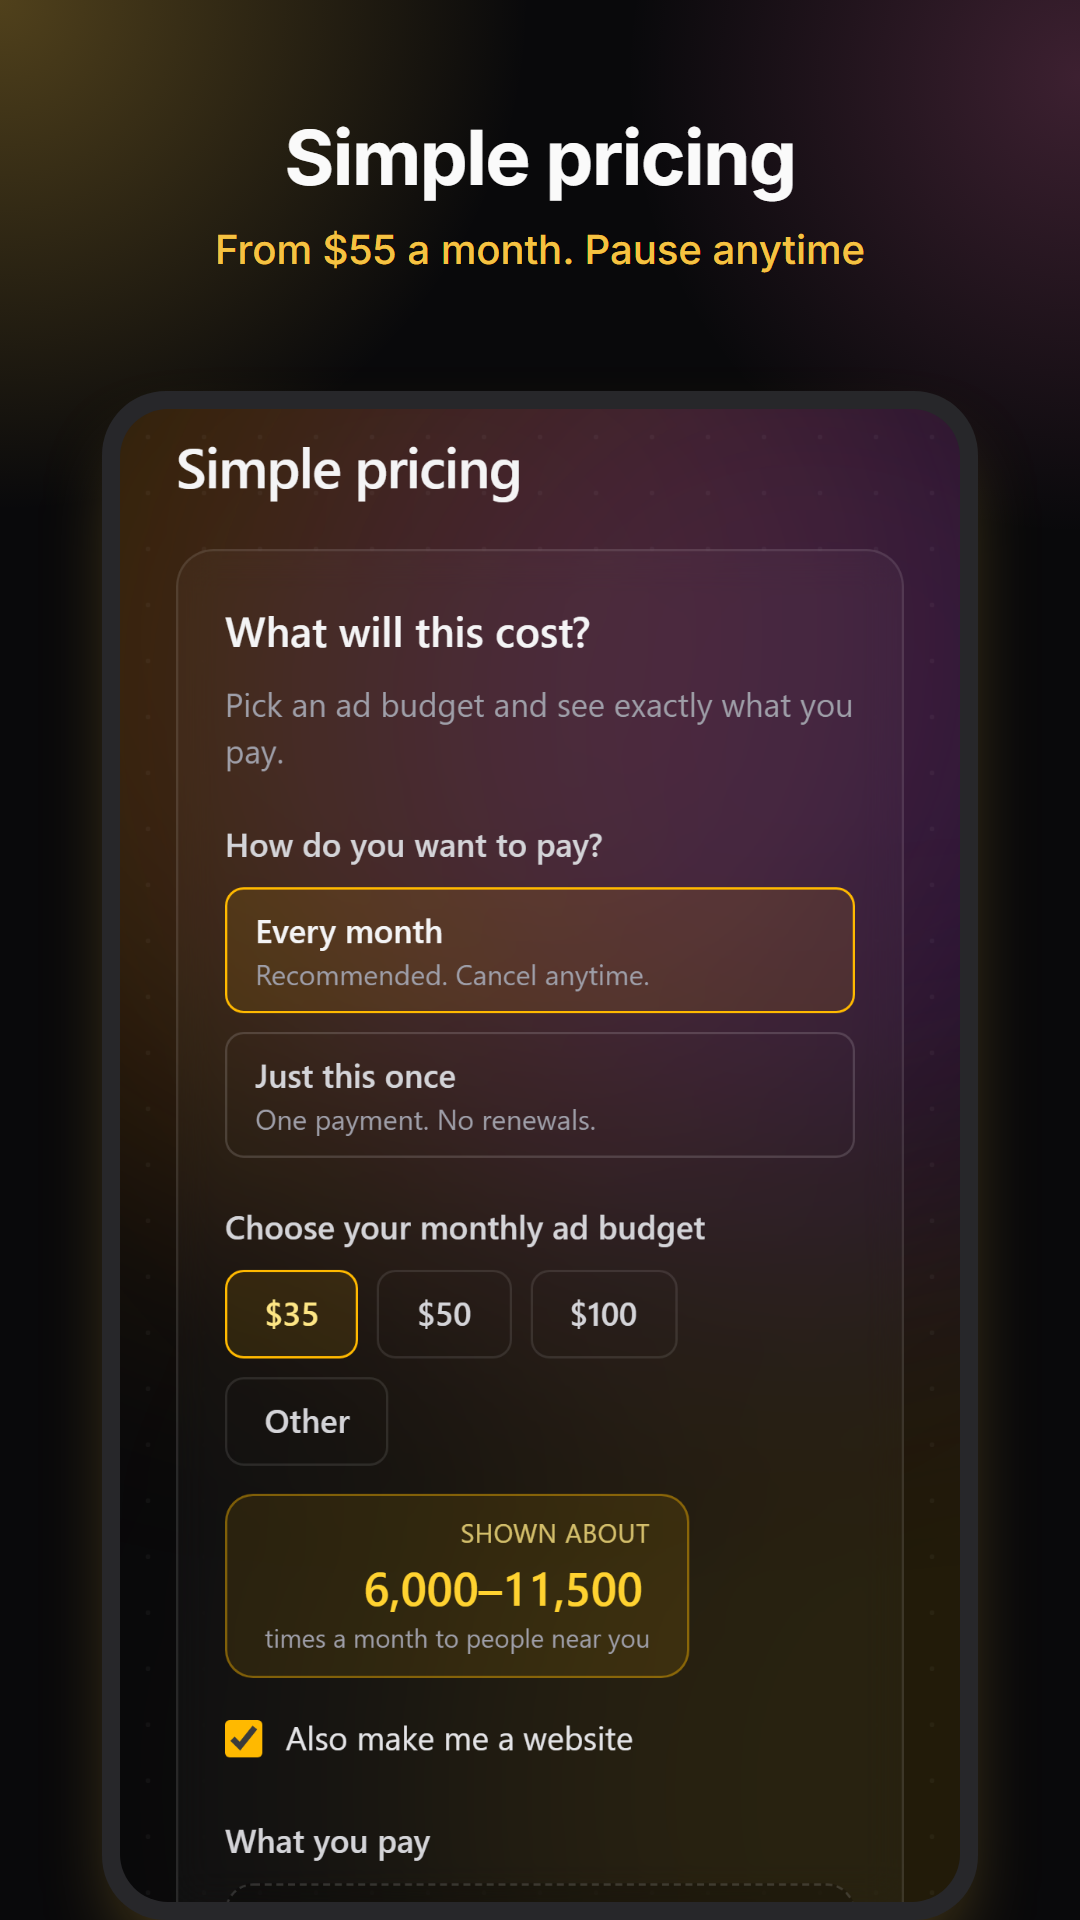 Simple pricing
From $55 a month. Pause anytime
Simple pricing
What will this cost?
Pick an ad budget and see exactly what you
pay.
How do you want to pay?
Every month
Recommended. Cancel anytime.
Just this once
One payment. No renewals.
Choose your monthly ad budget
$35 $50 $100
Other
SHOWN ABOUT
6,000–11,500
times a month to people near you
Also make me a website
What you pay